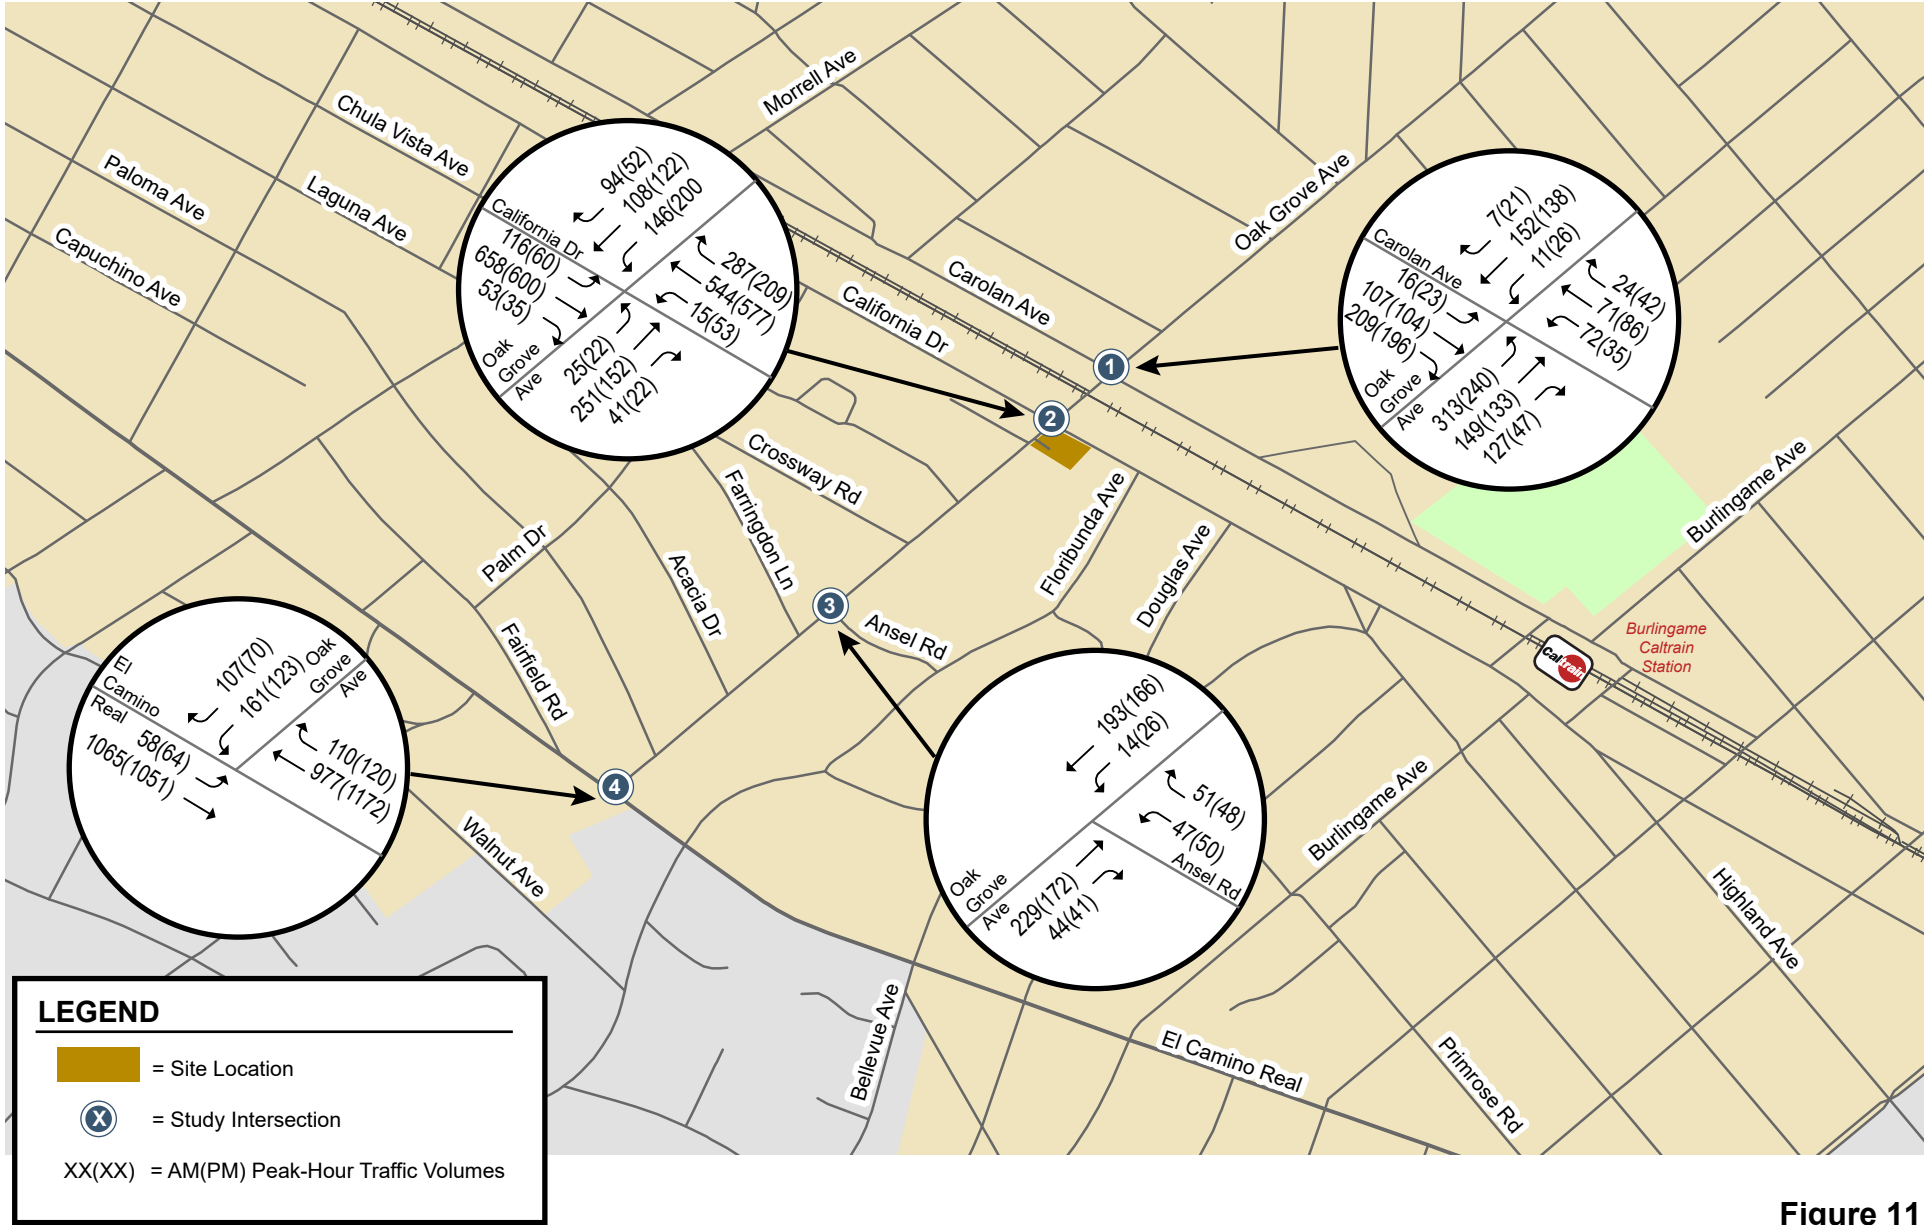 Morrell Ave
Chula Vista Ave
Paloma Ave
Laguna Ave
Capuchino Ave
Oak Grove Ave
Carolan Ave
California Dr
94(52)
108(122)
146(200
California Dr
116(60)
658(600)
53(35)
287(209)
544(577)
15(53)
Oak
Grove
Ave
25(22)
251(152)
41(22)
7(21)
152(138)
11(26)
Carolan Ave
16(23)
107(104)
209(196)
24(42)
71(86)
72(35)
Oak
Grove
Ave
313(240)
149(133)
127(47)
1
2
3
4
Crossway Rd
Farringdon Ln
Floribunda Ave
Douglas Ave
Burlingame Ave
Palm Dr
Acacia Dr
Fairfield Rd
Ansel Rd
Burlingame
Caltrain
Station
Caltrain
107(70)
161(123)
Oak
Grove
Ave
El
Camino
Real
58(64)
1065(1051)
110(120)
977(1172)
193(166)
14(26)
51(48)
47(50)
Ansel Rd
Oak
Grove
Ave
229(172)
44(41)
Walnut Ave
Burlingame Ave
Highland Ave
Bellevue Ave
El Camino Real
Primrose Rd
LEGEND
= Site Location
X = Study Intersection
XX(XX) = AM(PM) Peak-Hour Traffic Volumes
Figure 11